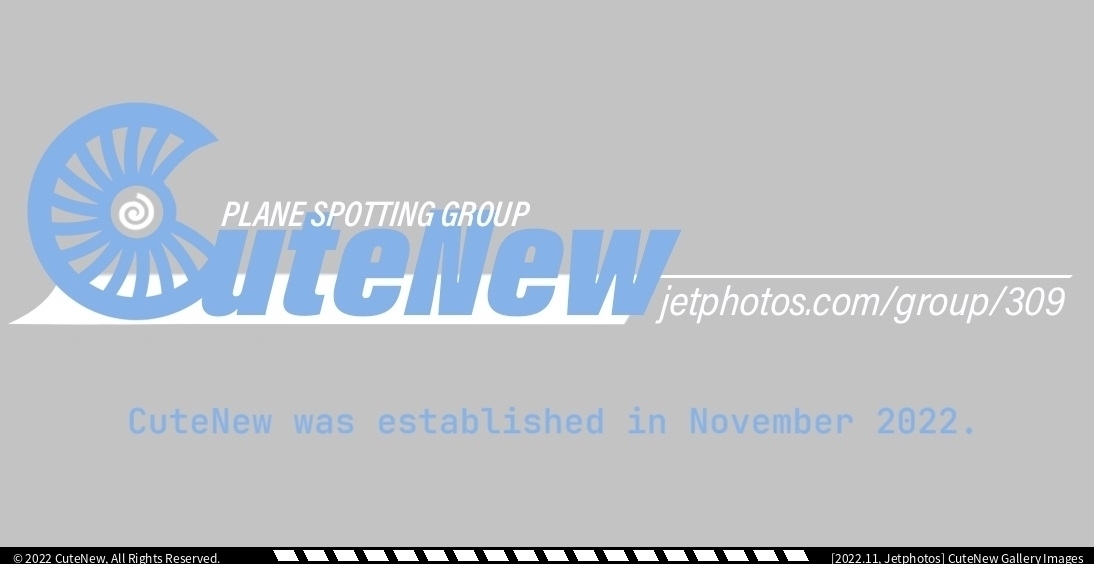 PLANE SPOTTING GROUP
CuteNew
jetphotos.com/group/309
CuteNew was established in November 2022.
© 2022 CuteNew, All Rights Reserved.
[2022.11, Jetphotos] CuteNew Gallery Images